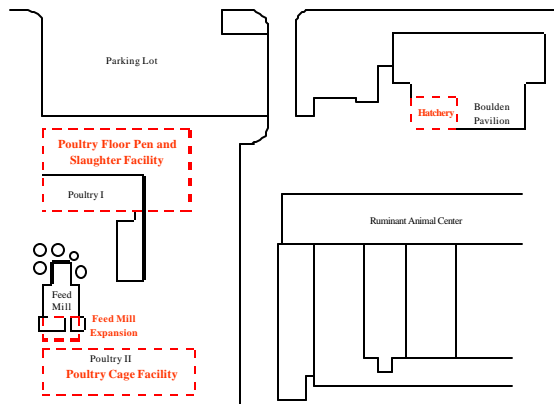 Parking Lot
Hatchery
Boulden
Pavilion
Poultry Floor Pen and
Slaughter Facility
Poultry I
Ruminant Animal Center
Feed
Mill
Feed Mill
Expansion
Poultry II
Poultry Cage Facility